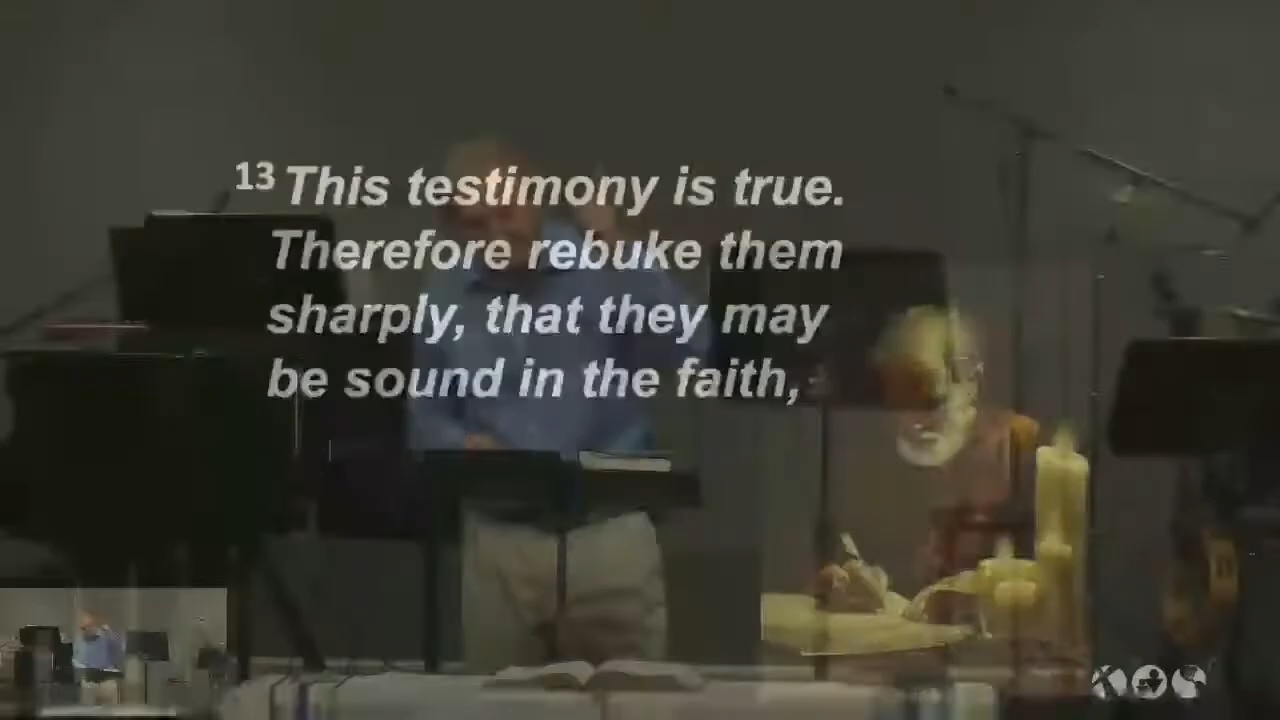 13 This testimony is true.
Therefore rebuke them
sharply, that they may
be sound in the faith,